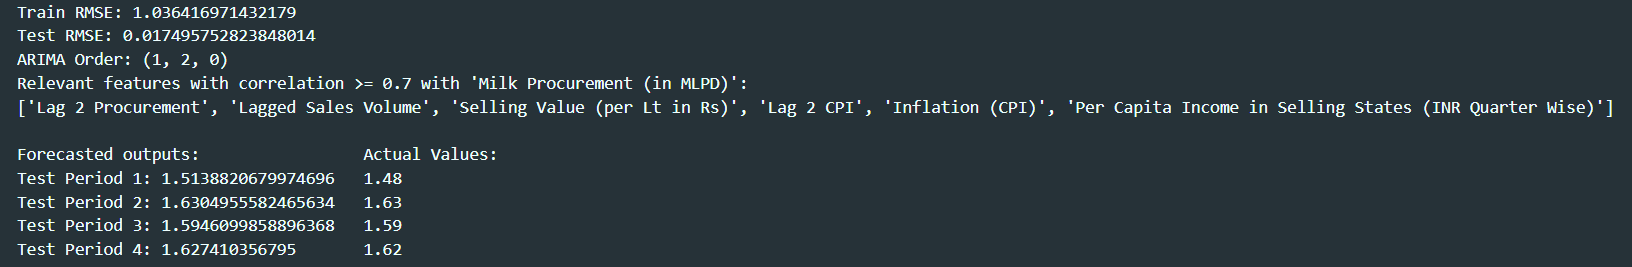 Train RMSE: 1.036416971432179
Test RMSE: 0.017495752823848014
ARIMA Order: (1, 2, 0)
Relevant features with correlation >= 0.7 with 'Milk Procurement (in MLPD)':
['Lag 2 Procurement', 'Lagged Sales Volume', 'Selling Value (per Lt in Rs)', 'Lag 2 CPI', 'Inflation (CPI)', 'Per Capita Income in Selling States (INR Quarter Wise)']
Forecasted outputs: Actual Values:
Test Period 1: 1.5138820679974696 1.48
Test Period 2: 1.6304955582465634 1.63
Test Period 3: 1.5946099858896368 1.59
Test Period 4: 1.627410356795 1.62